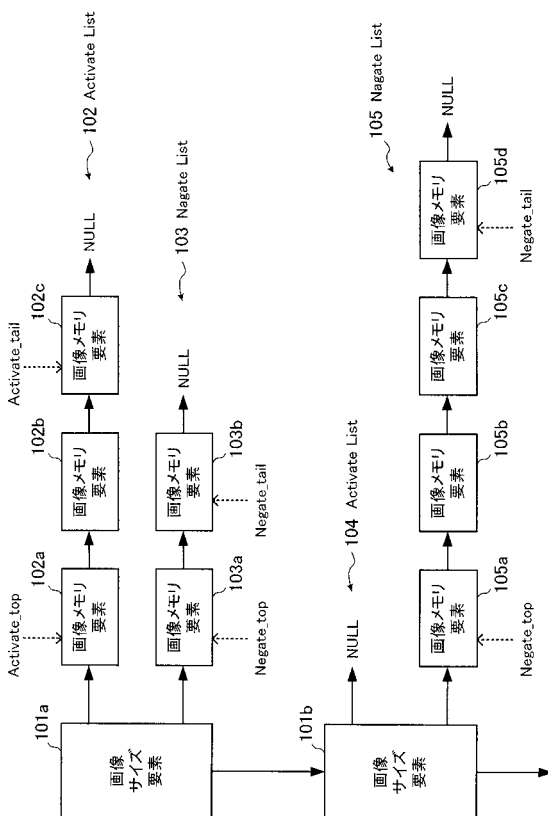 Activate_top
Activate_tail
101a
102a
102b
102c
102 Activate List
画像
サイズ
要素
画像メモリ
要素
画像メモリ
要素
画像メモリ
要素
NULL
103a
103b
103 Nagate List
画像メモリ
要素
画像メモリ
要素
NULL
Negate_top
Negate_tail
101b
画像
サイズ
要素
NULL
104 Activate List
105a
105b
105c
105d
105 Nagate List
画像メモリ
要素
画像メモリ
要素
画像メモリ
要素
画像メモリ
要素
NULL
Negate_top
Negate_tail